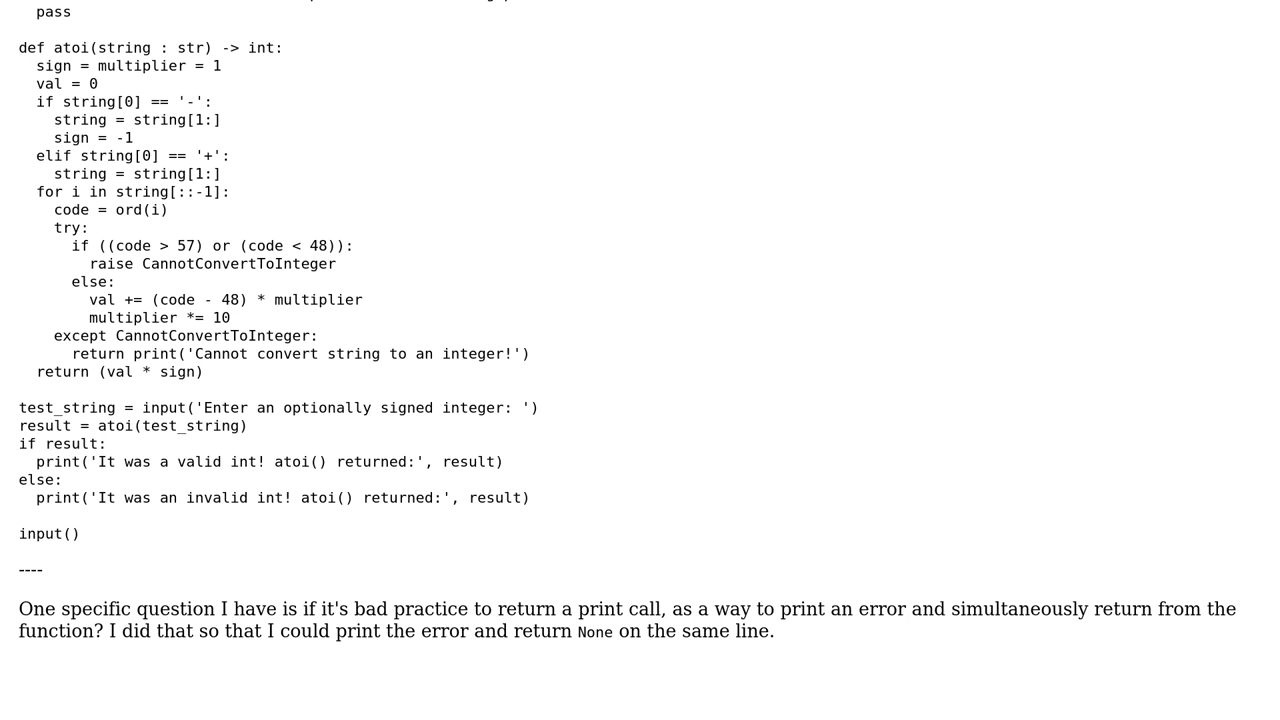 pass
def atoi(string : str) -> int:
  sign = multiplier = 1
  val = 0
  if string[0] == '-':
    string = string[1:]
    sign = -1
  elif string[0] == '+':
    string = string[1:]
  for i in string[::-1]:
    code = ord(i)
    try:
      if ((code > 57) or (code < 48)):
        raise CannotConvertToInteger
      else:
        val += (code - 48) * multiplier
        multiplier *= 10
    except CannotConvertToInteger:
      return print('Cannot convert string to an integer!')
  return (val * sign)
test_string = input('Enter an optionally signed integer: ')
result = atoi(test_string)
if result:
  print('It was a valid int! atoi() returned:', result)
else:
  print('It was an invalid int! atoi() returned:', result)
input()
----
One specific question I have is if it's bad practice to return a print call, as a way to print an error and simultaneously return from the
function? I did that so that I could print the error and return None on the same line.